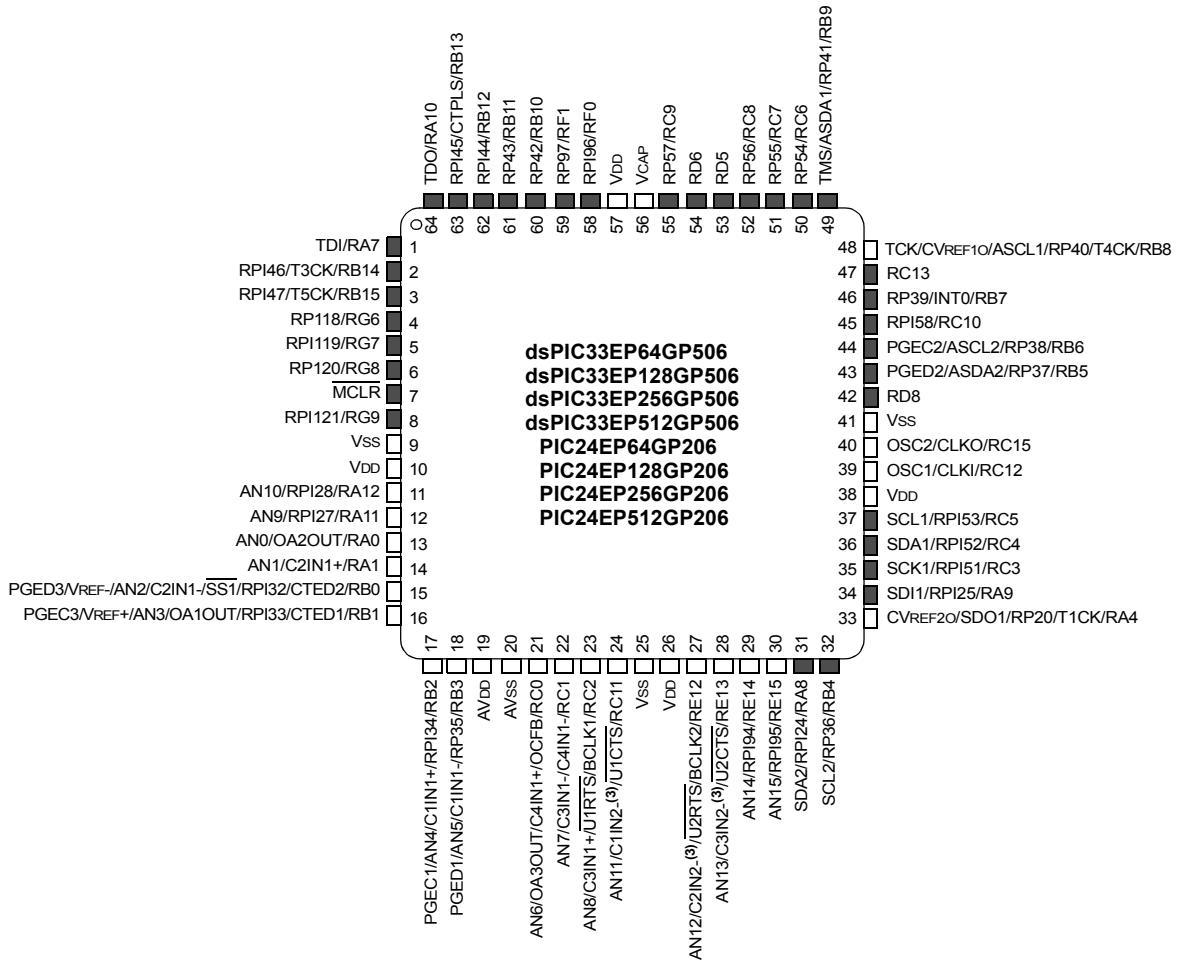 TDO/RA10
RPI45/CTPLS/RB13
RPI44/RB12
RP43/RB11
RP42/RB10
RP97/RF1
RPI96/RF0
VDD
VCAP
RP57/RC9
RD6
RD5
RP56/RC8
RP55/RC7
RP54/RC6
TMS/ASDA1/RP41/RB9
64
63
62
61
60
59
58
57
56
55
54
53
52
51
50
49
TDI/RA7 1
RPI46/T3CK/RB14 2
RPI47/T5CK/RB15 3
RP118/RG6 4
RPI119/RG7 5
RP120/RG8 6
MCLR 7
RPI121/RG9 8
VSS 9
VDD 10
AN10/RPI28/RA12 11
AN9/RPI27/RA11 12
AN0/OA2OUT/RA0 13
AN1/C2IN1+/RA1 14
PGED3/VREF-/AN2/C2IN1-/SS1/RPI32/CTED2/RB0 15
PGEC3/VREF+/AN3/OA1OUT/RPI33/CTED1/RB1 16
dsPIC33EP64GP506
dsPIC33EP128GP506
dsPIC33EP256GP506
dsPIC33EP512GP506
PIC24EP64GP206
PIC24EP128GP206
PIC24EP256GP206
PIC24EP512GP206
48 TCK/CVREF1O/ASCL1/RP40/T4CK/RB8
47 RC13
46 RP39/INT0/RB7
45 RPI58/RC10
44 PGEC2/ASCL2/RP38/RB6
43 PGED2/ASDA2/RP37/RB5
42 RD8
41 VSS
40 OSC2/CLKO/RC15
39 OSC1/CLKI/RC12
38 VDD
37 SCL1/RPI53/RC5
36 SDA1/RPI52/RC4
35 SCK1/RPI51/RC3
34 SDI1/RPI25/RA9
33 CVREF2O/SDO1/RP20/T1CK/RA4
17
18
19
20
21
22
23
24
25
26
27
28
29
30
31
32
PGEC1/AN4/C1IN1+/RPI34/RB2
PGED1/AN5/C1IN1-/RP35/RB3
AVDD
AVSS
AN6/OA3OUT/C4IN1+/OCFB/RC0
AN7/C3IN1-/C4IN1-/RC1
AN8/C3IN1+/U1RTS/BCLK1/RC2
AN11/C1IN2-(3)/U1CTS/RC11
VSS
VDD
AN12/C2IN2-(3)/U2RTS/BCLK2/RE12
AN13/C3IN2-(3)/U2CTS/RE13
AN14/RPI94/RE14
AN15/RPI95/RE15
SDA2/RPI24/RA8
SCL2/RP36/RB4